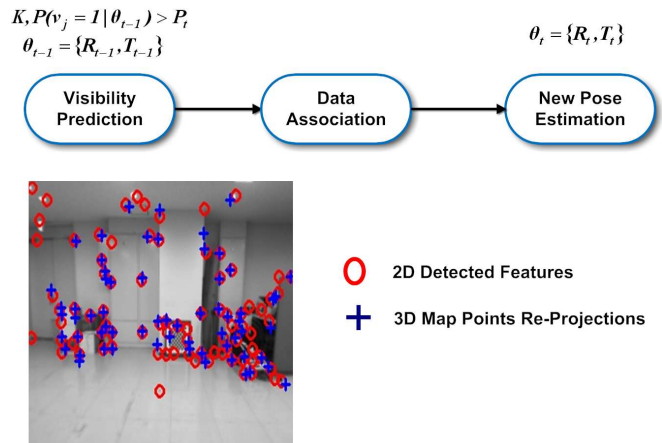 K, P(v_j = 1 | θ_{t-1}) > P_t
θ_{t-1} = {R_{t-1}, T_{t-1}}
θ_t = {R_t, T_t}
Visibility
Prediction
Data
Association
New Pose
Estimation
2D Detected Features
3D Map Points Re-Projections